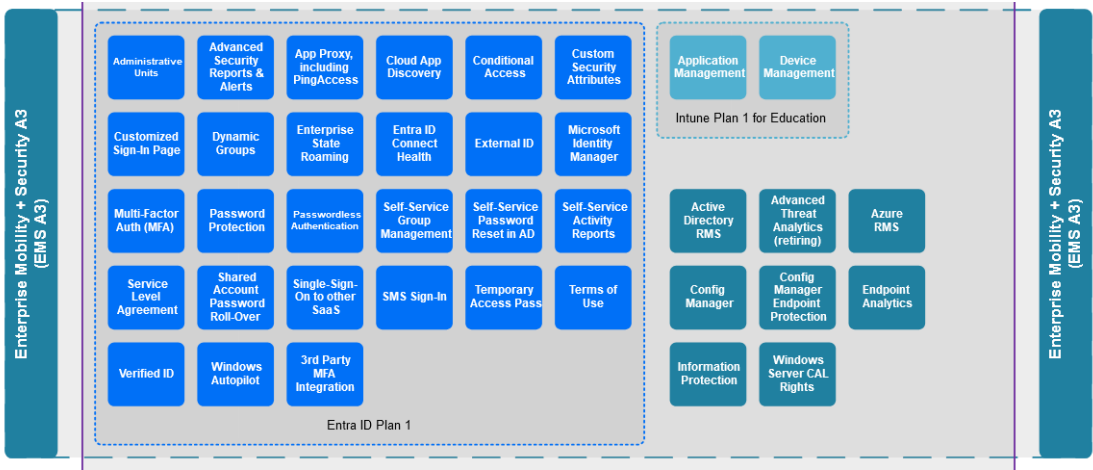 Enterprise Mobility + Security A3
(EMS A3)
Administrative
Units
Advanced
Security
Reports &
Alerts
App Proxy,
including
PingAccess
Cloud App
Discovery
Conditional
Access
Custom
Security
Attributes
Customized
Sign-In Page
Dynamic
Groups
Enterprise
State
Roaming
Entra ID
Connect
Health
External ID
Microsoft
Identity
Manager
Multi-Factor
Auth (MFA)
Password
Protection
Passwordless
Authentication
Self-Service
Group
Management
Self-Service
Password
Reset in AD
Self-Service
Activity
Reports
Service
Level
Agreement
Shared
Account
Password
Roll-Over
Single-Sign-
On to other
SaaS
SMS Sign-In
Temporary
Access Pass
Terms of
Use
Verified ID
Windows
Autopilot
3rd Party
MFA
Integration
Entra ID Plan 1
Application
Management
Device
Management
Intune Plan 1 for Education
Active
Directory
RMS
Advanced
Threat
Analytics
(retiring)
Azure
RMS
Config
Manager
Config
Manager
Endpoint
Protection
Endpoint
Analytics
Information
Protection
Windows
Server CAL
Rights
Enterprise Mobility + Security A3
(EMS A3)